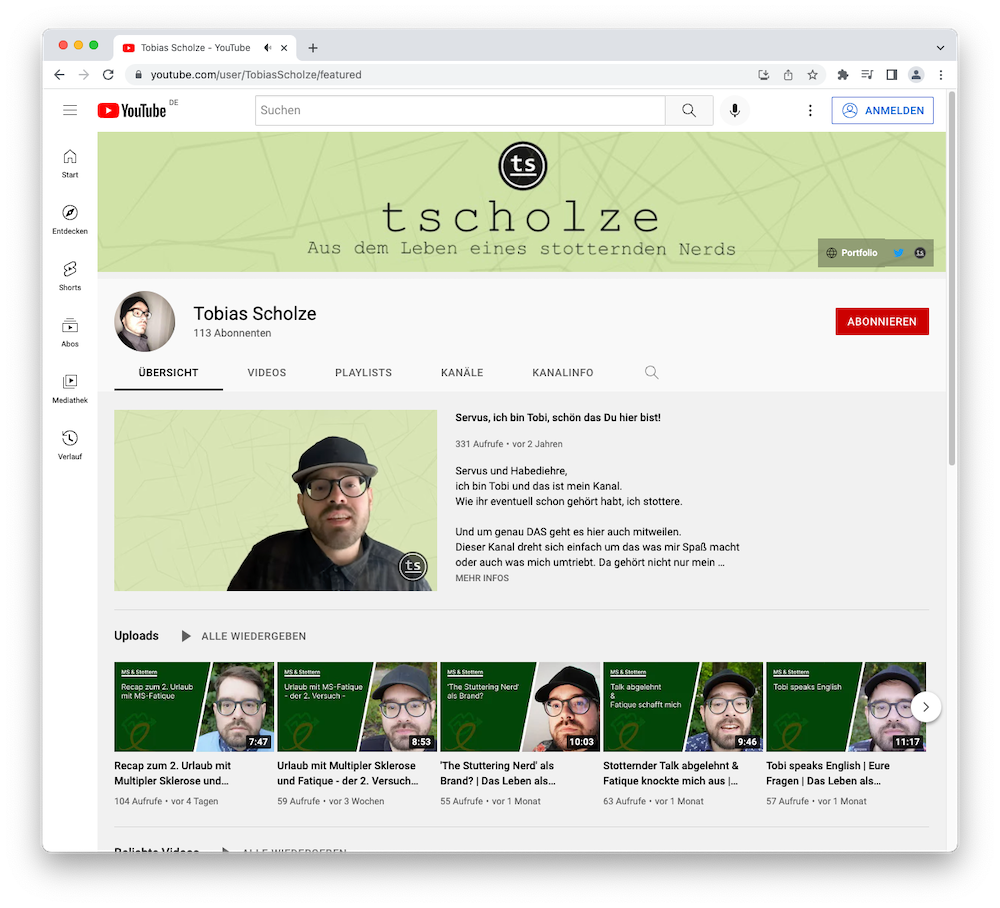 Tobias Scholze - YouTube
youtube.com/user/TobiasScholze/featured
YouTube DE
Suchen
ANMELDEN
Start
Entdecken
Shorts
Abos
Mediathek
Verlauf
ts
tscholze
Aus dem Leben eines stotternden Nerds
Portfolio
ts
Tobias Scholze
113 Abonnenten
ABONNIEREN
ÜBERSICHT VIDEOS PLAYLISTS KANÄLE KANALINFO
ts
Servus, ich bin Tobi, schön das Du hier bist!
331 Aufrufe • vor 2 Jahren
Servus und Habediehre,
ich bin Tobi und das ist mein Kanal.
Wie ihr eventuell schon gehört habt, ich stottere.
Und um genau DAS geht es hier auch mitweilen.
Dieser Kanal dreht sich einfach um das was mir Spaß macht
oder auch was mich umtriebt. Da gehört nicht nur mein ...
MEHR INFOS
Uploads ALLE WIEDERGEBEN
MS & Stottern
Recap zum 2. Urlaub
mit MS-Fatique
7:47
Recap zum 2. Urlaub mit
Multipler Sklerose und...
104 Aufrufe • vor 4 Tagen
MS & Stottern
Urlaub mit MS-Fatique
- der 2. Versuch -
8:53
Urlaub mit Multipler Sklerose
und Fatique - der 2. Versuch...
59 Aufrufe • vor 3 Wochen
MS & Stottern
'The Stuttering Nerd'
als Brand?
10:03
'The Stuttering Nerd' als
Brand? | Das Leben als...
55 Aufrufe • vor 1 Monat
MS & Stottern
Talk abgelehnt
&
Fatique schafft mich
9:46
Stotternder Talk abgelehnt &
Fatique knockte mich aus |...
63 Aufrufe • vor 1 Monat
MS & Stottern
Tobi speaks English
11:17
Tobi speaks English | Eure
Fragen | Das Leben als...
57 Aufrufe • vor 1 Monat
Beliebte Videos ALLE WIEDERGEBEN